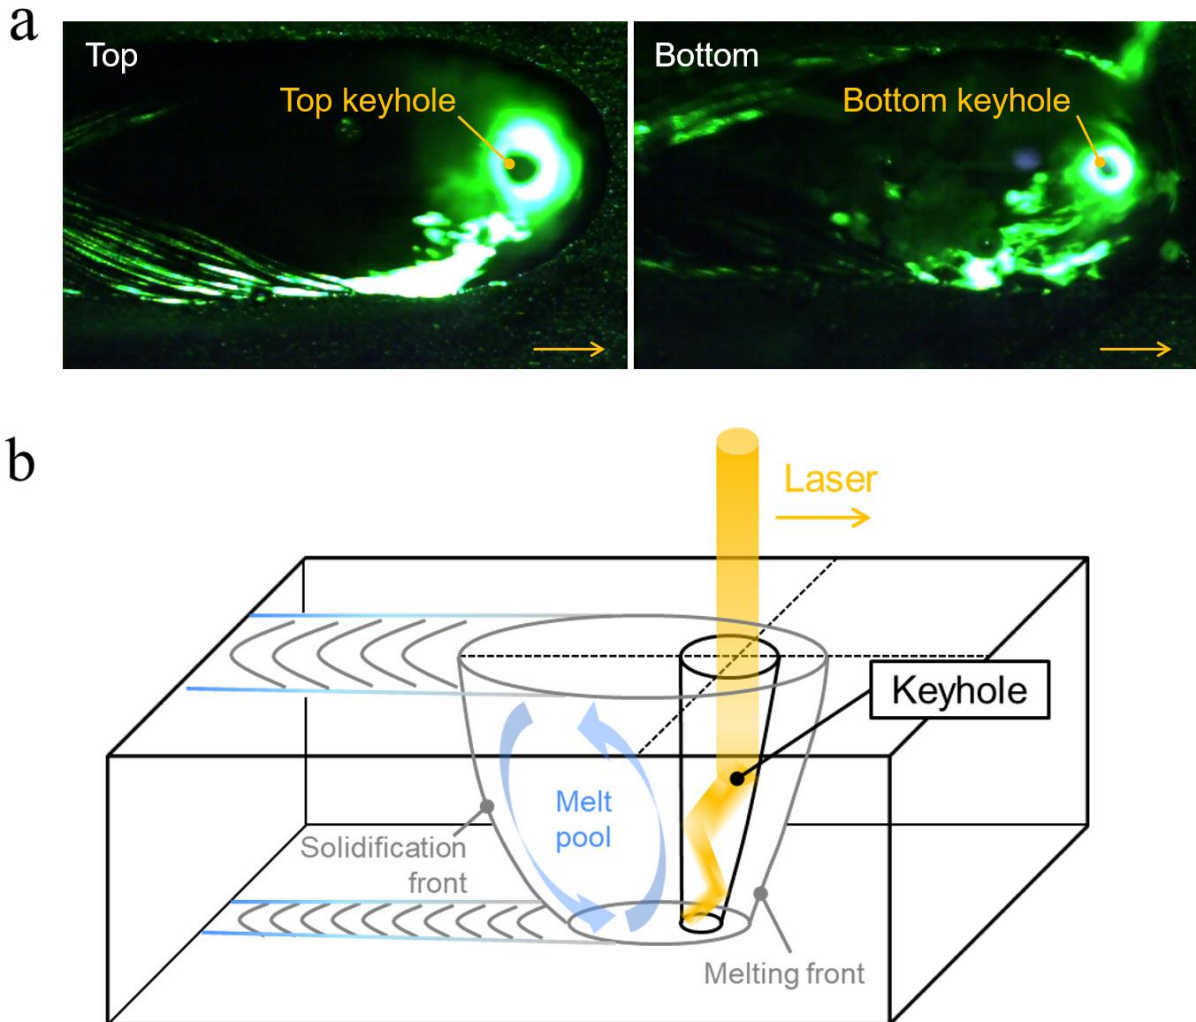 a
Top
Top keyhole
Bottom
Bottom keyhole
b
Laser
Keyhole
Melt
pool
Solidification
front
Melting front